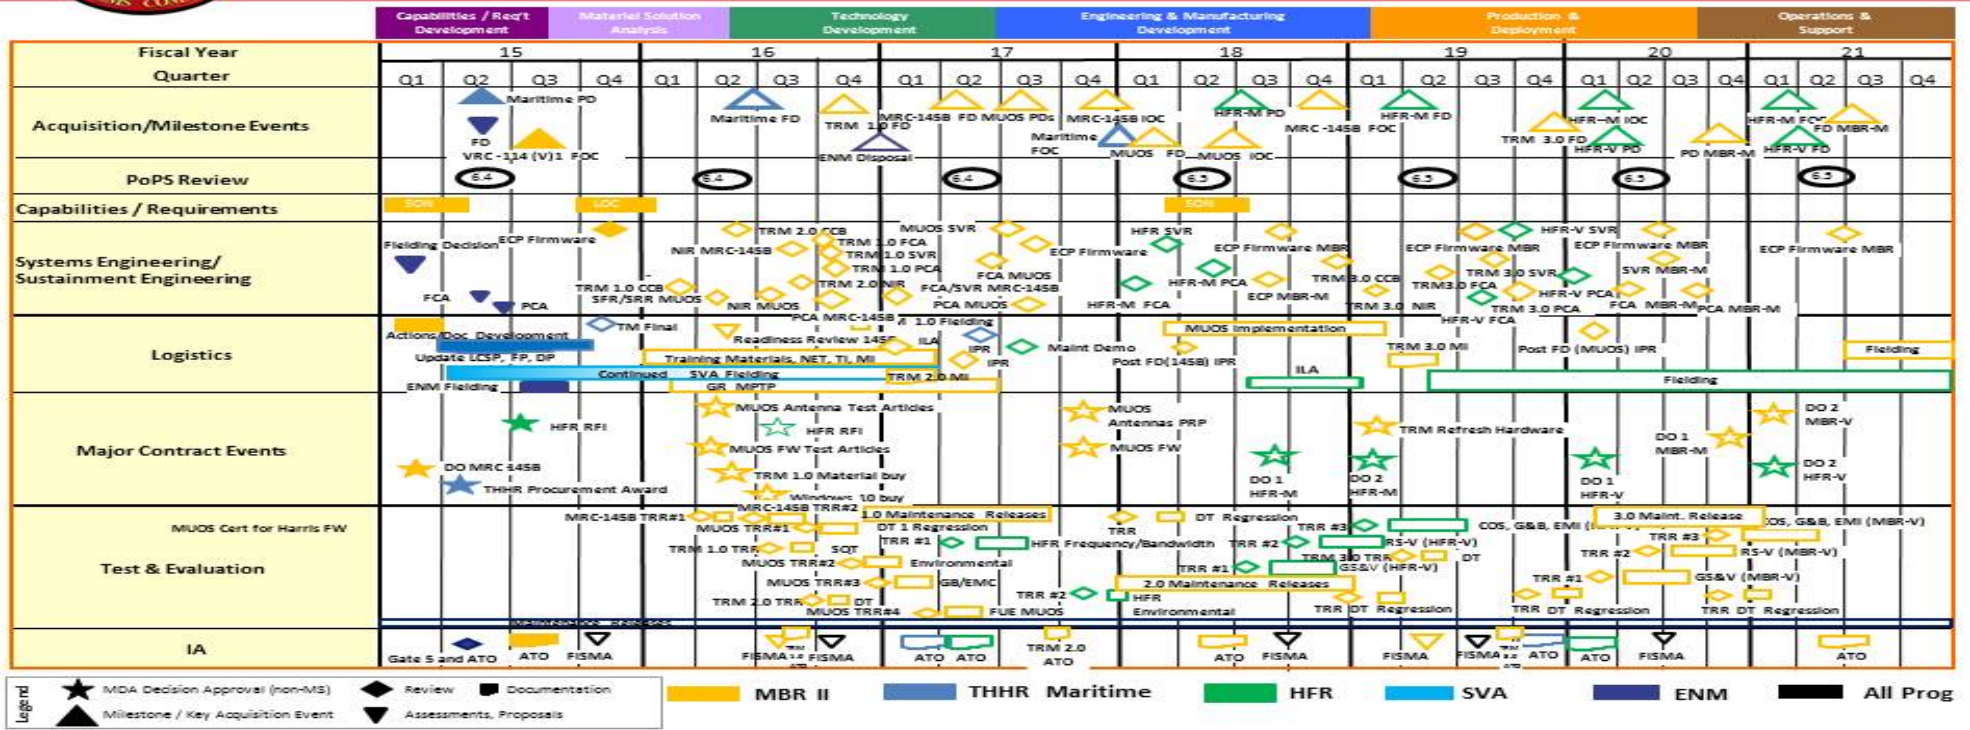 Capabilities / Req't
Development
Materiel Solution
Analysis
Technology
Development
Engineering & Manufacturing
Development
Production &
Deployment
Operations &
Support
Fiscal Year
15
16
17
18
19
20
21
Quarter
Q1 Q2 Q3 Q4 Q1 Q2 Q3 Q4 Q1 Q2 Q3 Q4 Q1 Q2 Q3 Q4 Q1 Q2 Q3 Q4 Q1 Q2 Q3 Q4 Q1 Q2 Q3 Q4
Acquisition/Milestone Events
Maritime PD
FD
VRC-114 (V)1 FOC
Maritime FD
TRM 1.0 FD
ENM Disposal
MRC-145B FD
MUOS PDs
MRC-145B IOC
Maritime
FOC
MUOS FD
MUOS IOC
HFR-M PD
MRC-145B FOC
HFR-M FD
TRM 3.0 FD
HFR-M IOC
HFR-V PD
PD MBR-M
HFR-M FOC
HFR-V FD
FD MBR-M
PoPS Review
6.4
6.4
6.4
Capabilities / Requirements
SON
LOC
SON
Systems Engineering/
Sustainment Engineering
Fielding Decision
ECP Firmware
FCA
PCA
TRM 2.0 CCB
NIR MRC-145B
TRM 1.0 FCA
TRM 1.0 SVR
TRM 1.0 PCA
TRM 1.0 CCB
TRM 2.0 NIR
SFR/SRR MUOS
NIR MUOS
PCA MRC-145B
MUOS SVR
FCA MUOS
FCA/SVR MRC-145B
PCA MUOS
ECP Firmware
HFR SVR
HFR-M FCA
HFR-M PCA
ECP Firmware MBR
ECP MBR-M
TRM 3.0 CCB
TRM 3.0 NIR
ECP Firmware MBR
TRM3.0 FCA
TRM 3.0 SVR
TRM 3.0 PCA
HFR-V FCA
HFR-V SVR
HFR-V PCA
ECP Firmware MBR
SVR MBR-M
FCA MBR-M
PCA MBR-M
ECP Firmware MBR
Logistics
Actions/Doc Development
Update LCSP, FP, DP
TM Final
Readiness Review 145B
Training Materials, NET, TI, MI
Continued SVA Fielding
ENM Fielding
GR MPTP
1.0 Fielding
ILA
IPR
IPR
TRM 2.0 MI
Maint Demo
MUOS Implementation
Post FD(145B) IPR
ILA
TRM 3.0 MI
Post FD (MUOS) IPR
Fielding
Fielding
Major Contract Events
HFR RFI
DO MRC 145B
THHR Procurement Award
MUOS Antenna Test Articles
HFR RFI
MUOS FW Test Articles
TRM 1.0 Material buy
Windows 10 buy
MUOS
Antennas PRP
MUOS FW
DO 1
HFR-M
DO 2
HFR-M
TRM Refresh Hardware
DO 1
HFR-V
DO 1
MBR-M
DO 2
MBR-V
DO 2
HFR-V
MUOS Cert for Harris FW
Test & Evaluation
MRC-145B TRR#1
MRC-145B TRR#2
MUOS TRR#1
TRM 1.0 TRR
SQT
MUOS TRR#2
Environmental
MUOS TRR#3
GB/EMC
TRM 2.0 TRR
DT
MUOS TRR#4
FUE MUOS
Maintenance Releases
1.0 Maintenance Releases
DT 1 Regression
TRR #1
HFR Frequency/Bandwidth
TRR #2
HFR
Environmental
TRR
DT Regression
2.0 Maintenance Releases
TRR #1
GS&V (HFR-V)
TRR #2
RS-V (HFR-V)
TRR #3
COS, G&B, EMI
TRM 3.0 TRR
DT
TRR DT Regression
3.0 Maint. Release
TRR #1
GS&V (MBR-V)
TRR #2
RS-V (MBR-V)
TRR #3
COS, G&B, EMI (MBR-V)
TRR DT Regression
TRR DT Regression
IA
Gate 5 and ATO
ATO
FISMA
FISMA
FISMA
ATO
ATO
TRM 2.0
ATO
ATO
FISMA
FISMA
FISMA
ATO
ATO
FISMA
ATO
Legend
MDA Decision Approval (non-MS)
Review
Documentation
Milestone / Key Acquisition Event
Assessments, Proposals
MBR II
THHR Maritime
HFR
SVA
ENM
All Prog